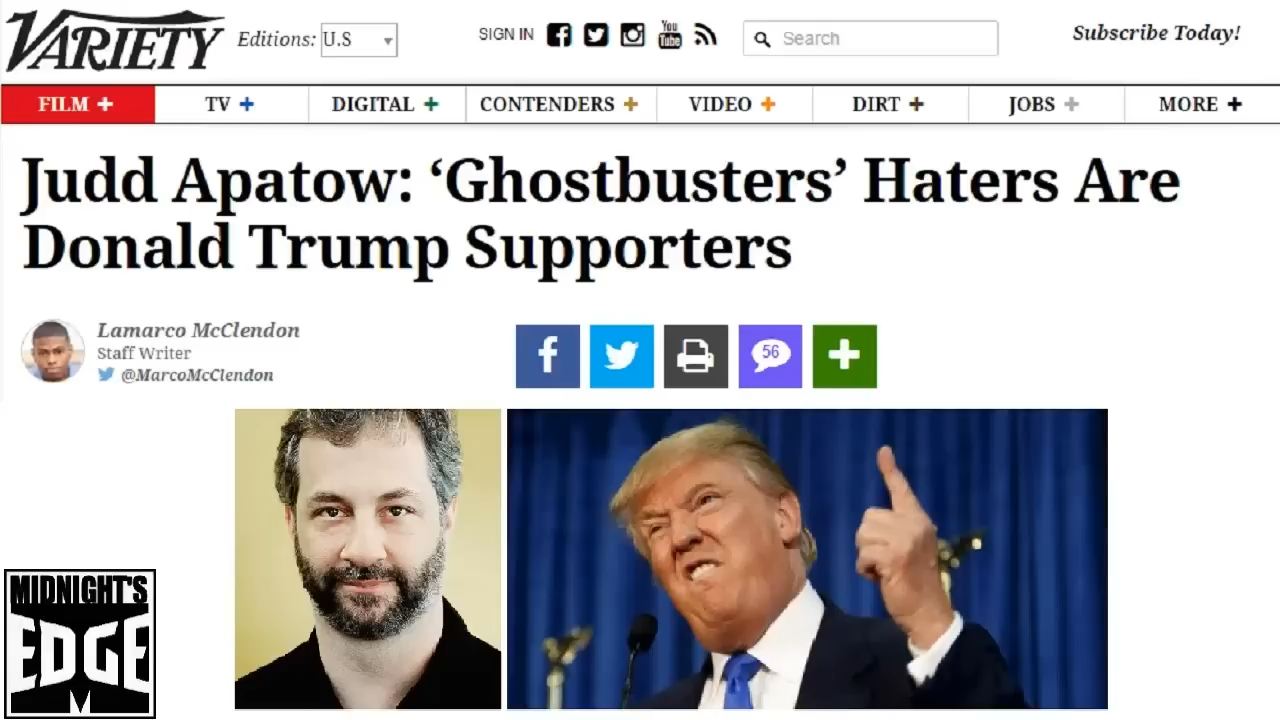 VARIETY Editions: U.S SIGN IN You Tube Search Subscribe Today!
FILM + TV + DIGITAL + CONTENDERS + VIDEO + DIRT + JOBS + MORE +
Judd Apatow: ‘Ghostbusters’ Haters Are
Donald Trump Supporters
Lamarco McClendon
Staff Writer
@MarcoMcClendon
56
MIDNIGHT'S
EDGE